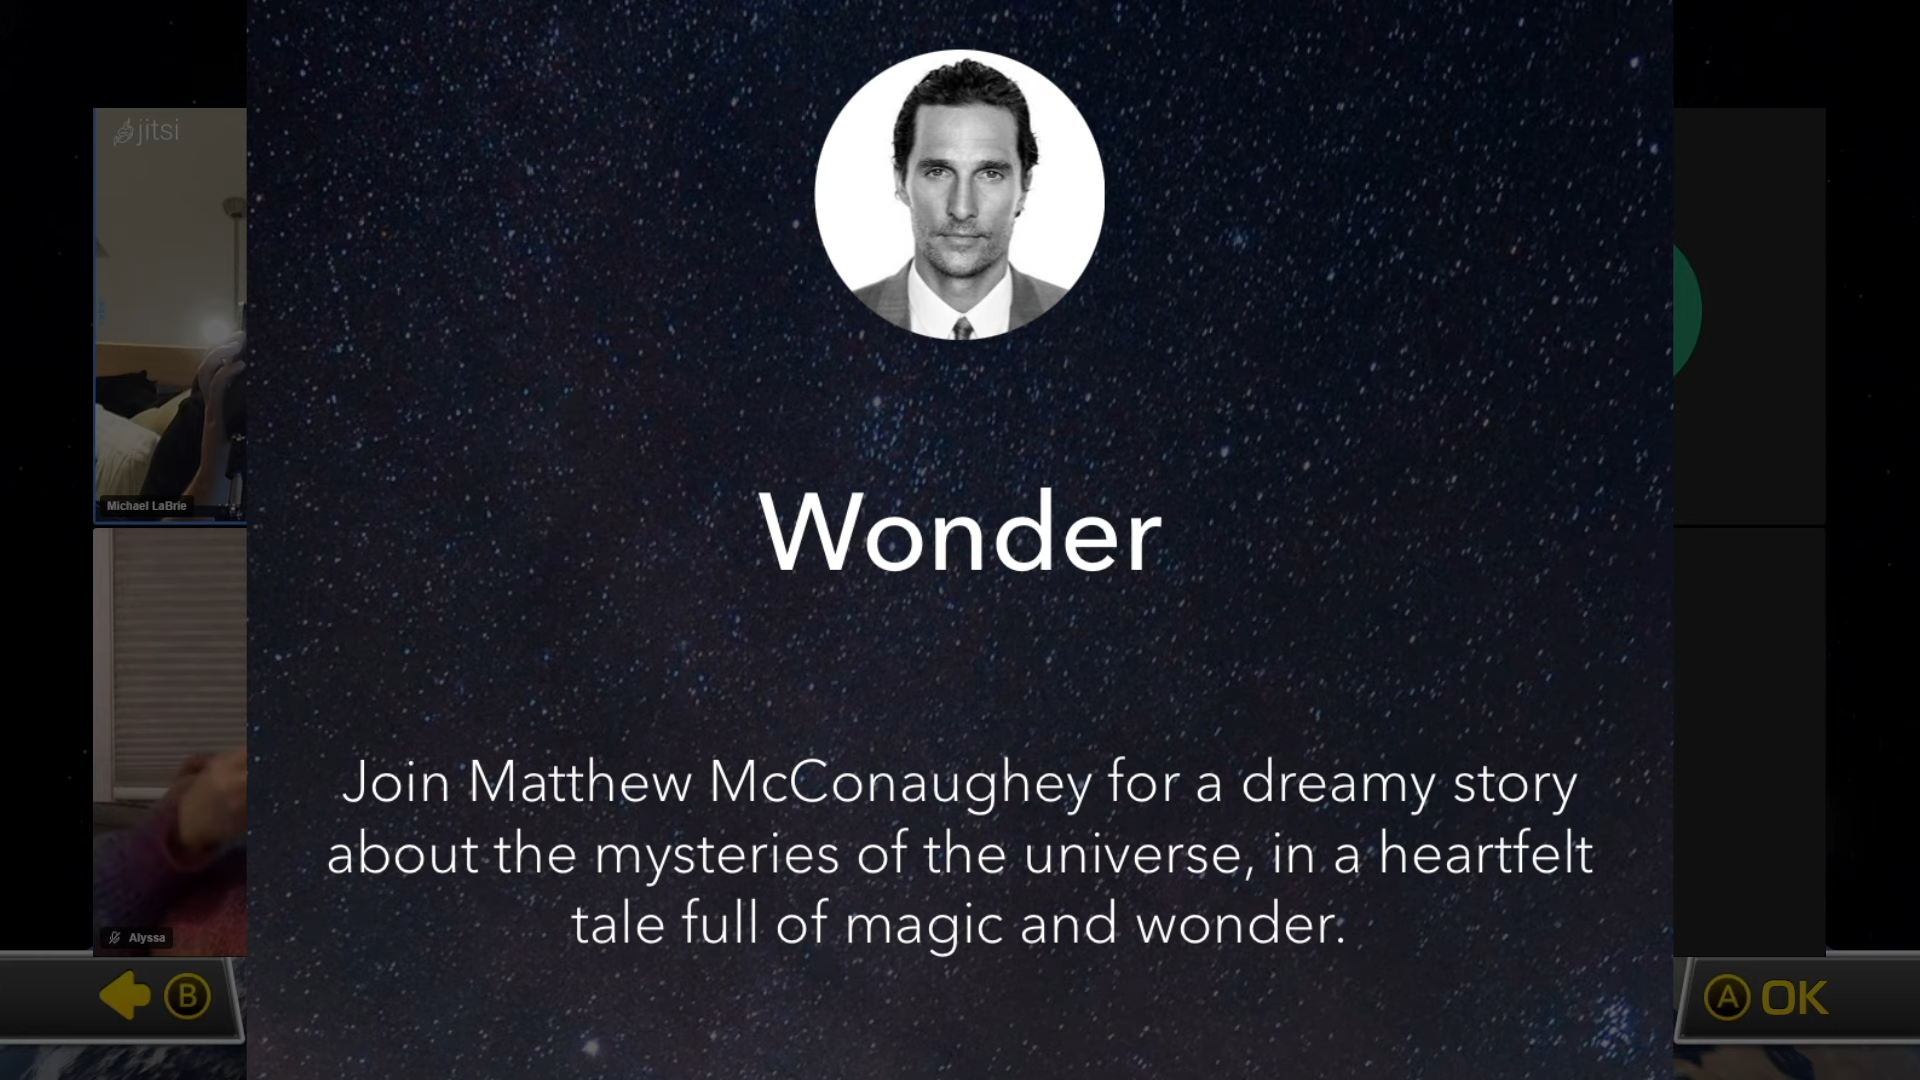 jitsi
Michael LaBrie
Wonder
Join Matthew McConaughey for a dreamy story
about the mysteries of the universe, in a heartfelt
tale full of magic and wonder.
Alyssa
B
A OK